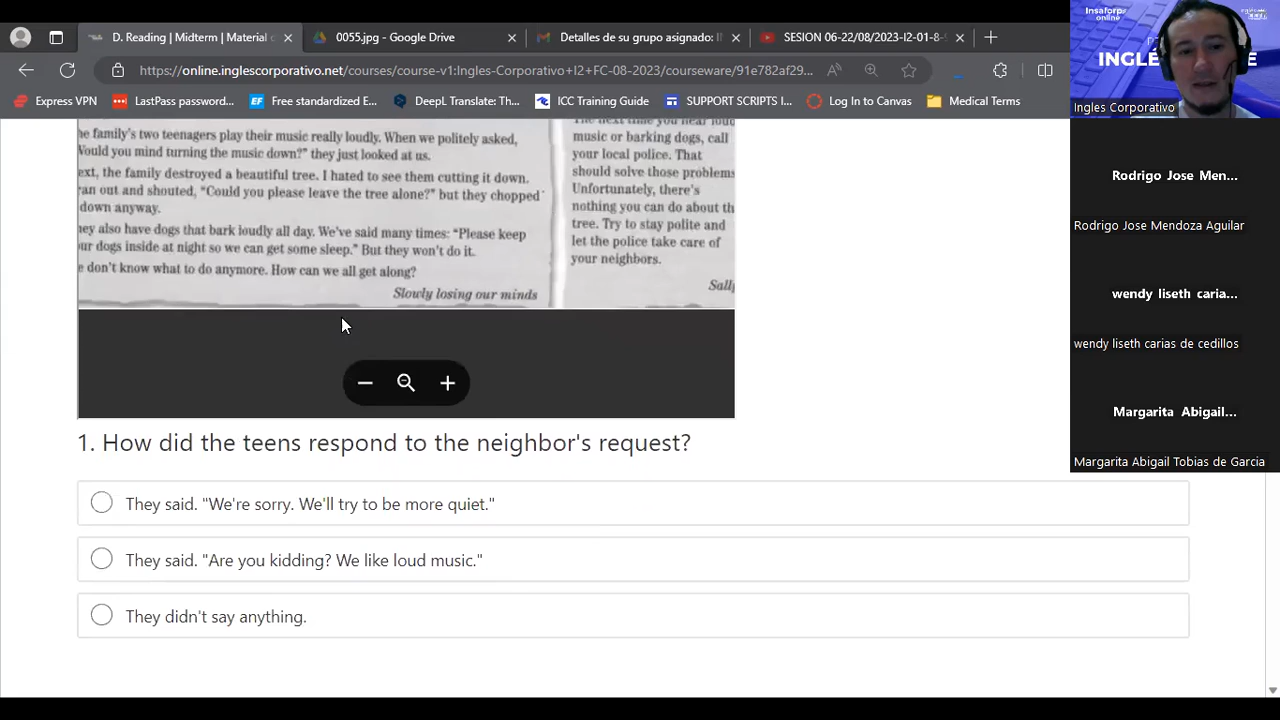 D. Reading | Midterm | Material
0055.jpg - Google Drive
Detalles de su grupo asignado: II
SESION 06-22/08/2023-I2-01-8-
https://online.inglescorporativo.net/courses/course-v1:Ingles-Corporativo+I2+FC-08-2023/courseware/91e782af29...
Express VPN
LastPass password...
Free standardized E...
DeepL Translate: Th...
ICC Training Guide
SUPPORT SCRIPTS I...
Log In to Canvas
Medical Terms
he family's two teenagers play their music really loudly. When we politely asked,
Would you mind turning the music down?" they just looked at us.
ext, the family destroyed a beautiful tree. I hated to see them cutting it down.
ran out and shouted, "Could you please leave the tree alone?" but they chopped
down anyway.
hey also have dogs that bark loudly all day. We've said many times: "Please keep
ur dogs inside at night so we can get some sleep." But they won't do it.
e don't know what to do anymore. How can we all get along?
Slowly losing our minds
The next time you hear loud
music or barking dogs, call
your local police. That
should solve those problems
Unfortunately, there's
nothing you can do about th
tree. Try to stay polite and
let the police take care of
your neighbors.
Sally
1. How did the teens respond to the neighbor's request?
They said. "We're sorry. We'll try to be more quiet."
They said. "Are you kidding? We like loud music."
They didn't say anything.
Insaforp
online
INGLÉ
E
Ingles Corporativo
Rodrigo Jose Men...
Rodrigo Jose Mendoza Aguilar
wendy liseth caria...
wendy liseth carias de cedillos
Margarita Abigail...
Margarita Abigail Tobias de Garcia